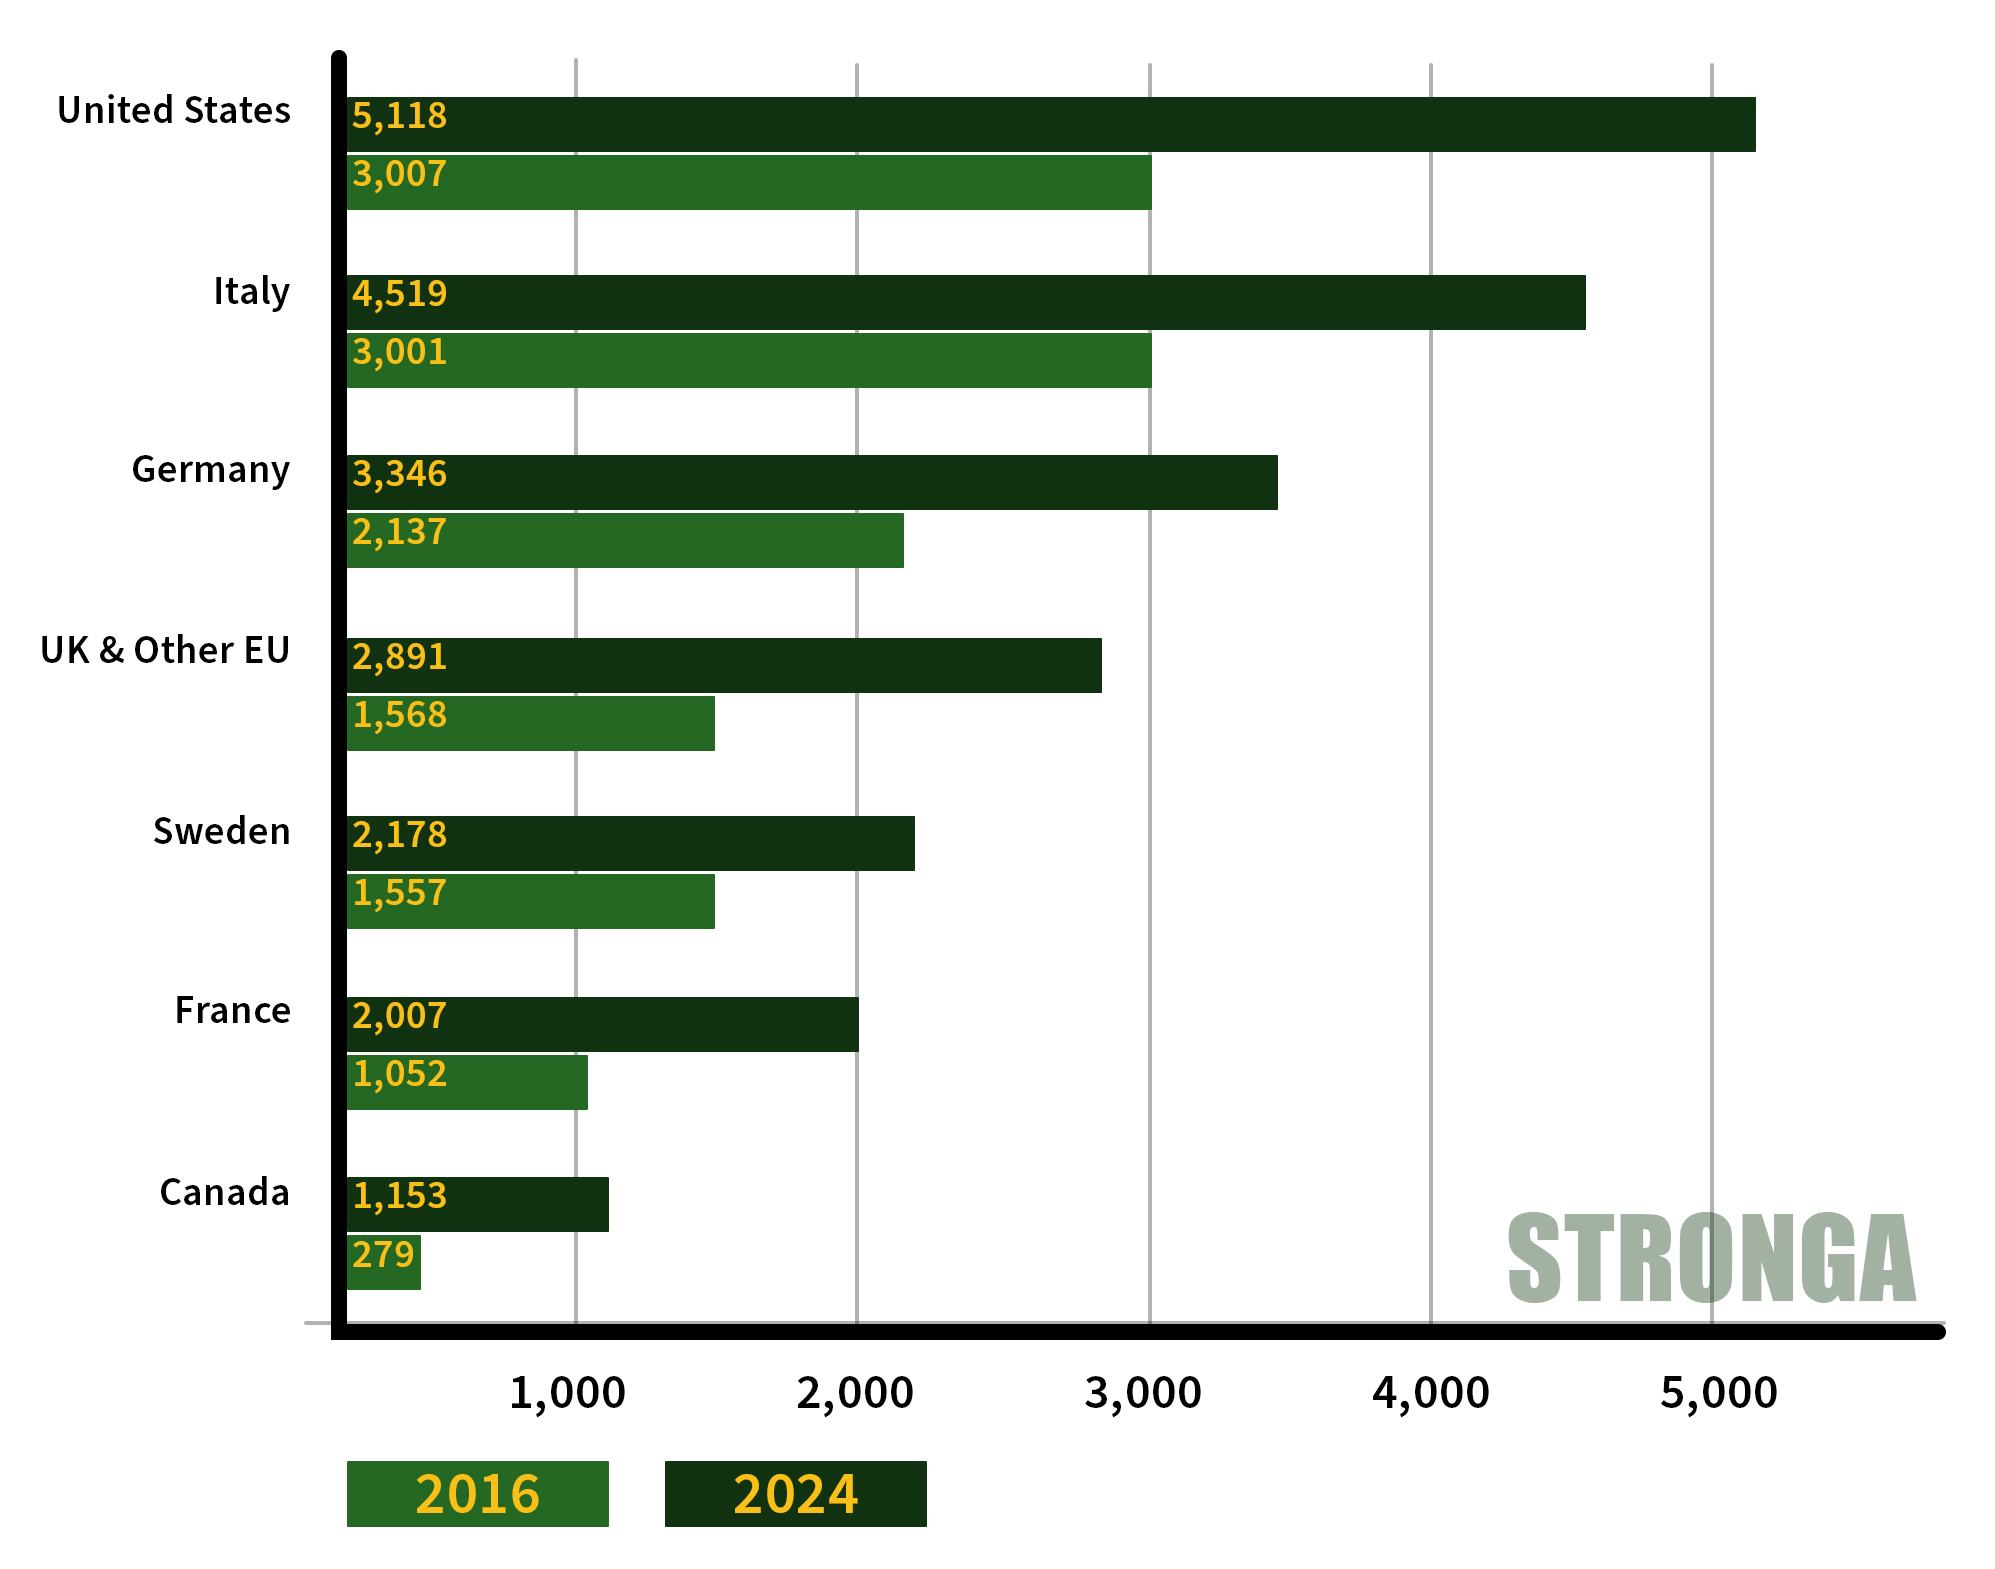 United States
5,118
3,007
Italy
4,519
3,001
Germany
3,346
2,137
UK & Other EU
2,891
1,568
Sweden
2,178
1,557
France
2,007
1,052
Canada
1,153
279
STRONGA
1,000 2,000 3,000 4,000 5,000
2016 2024